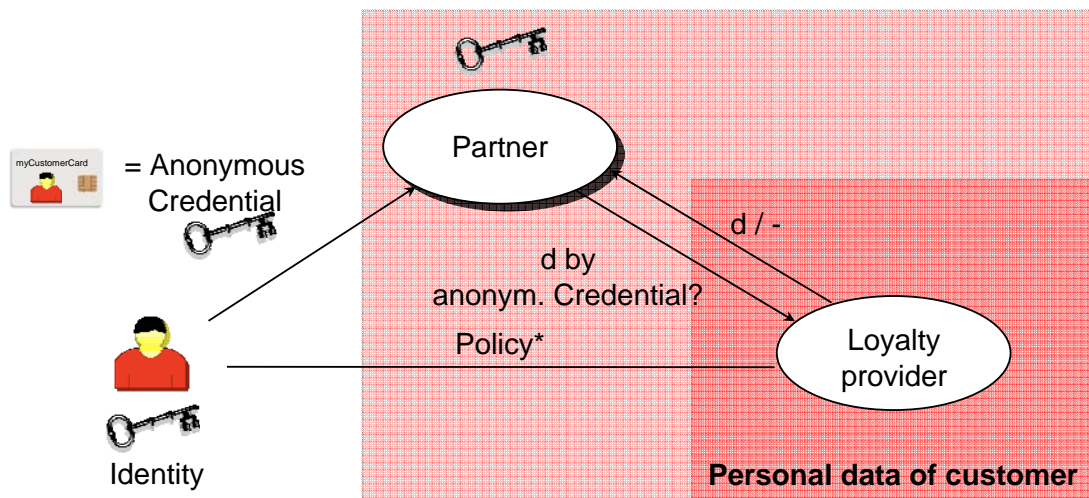 Partner
myCustomerCard
= Anonymous
Credential
d / -
d by
anonym. Credential?
Policy*
Loyalty
provider
Identity
Personal data of customer